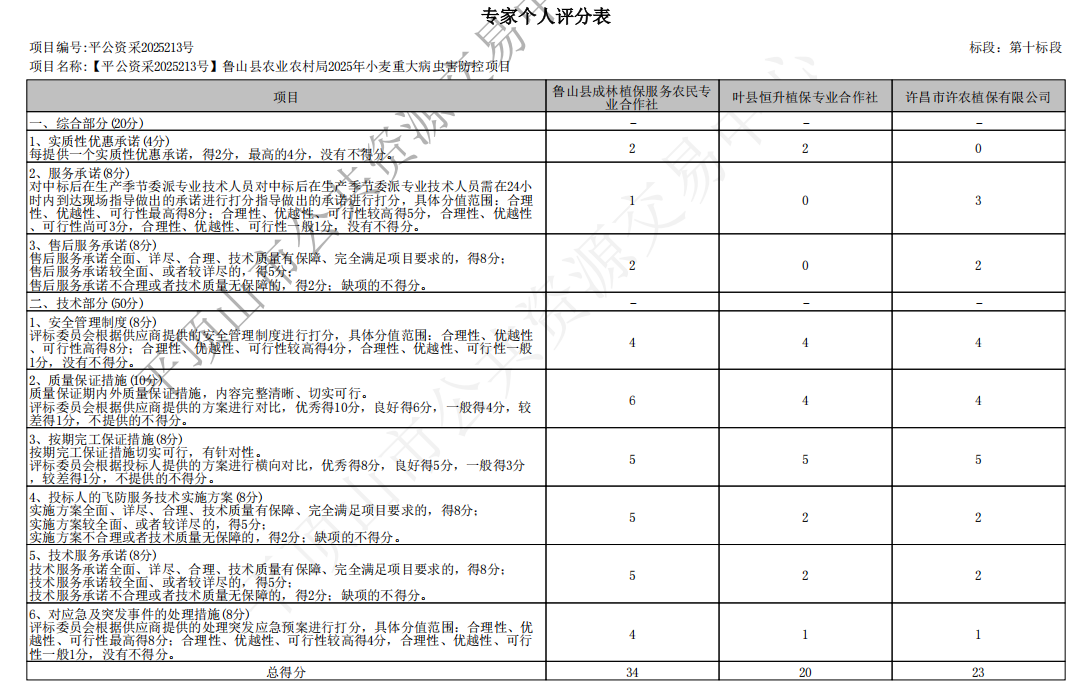 专家个人评分表
项目编号:平公资采2025213号
标段: 第十标段
项目名称:【平公资采2025213号】鲁山县农业农村局2025年小麦重大病虫害防控项目
项目 鲁山县成林植保服务农民专业合作社 叶县恒升植保专业合作社 许昌市许农植保有限公司
一、综合部分(20分) – – –
1、实质性优惠承诺(4分)
每提供一个实质性优惠承诺，得2分，最高的4分，没有不得分。
2 2 0
2、服务承诺(8分)
对中标后在生产季节委派专业技术人员对中标后在生产季节委派专业技术人员需在24小
时内到达现场指导做出的承诺进行打分指导做出的承诺进行打分，具体分值范围：合理
性、优越性、可行性最高得8分；合理性、优越性、可行性较高得5分，合理性、优越性
、可行性尚可3分，合理性、优越性、可行性一般1分，没有不得分。
1 0 3
3、售后服务承诺(8分)
售后服务承诺全面、详尽、合理、技术质量有保障、完全满足项目要求的，得8分；
售后服务承诺较全面、或者较详尽的，得5分；
售后服务承诺不合理或者技术质量无保障的，得2分；缺项的不得分。
2 0 2
二、技术部分(50分) – – –
1、安全管理制度(8分)
评标委员会根据供应商提供的安全管理制度进行打分，具体分值范围：合理性、优越性
、可行性高得8分；合理性、优越性、可行性较高得4分，合理性、优越性、可行性一般
1分，没有不得分。
4 4 4
2、质量保证措施(10分)
质量保证期内外质量保证措施，内容完整清晰、切实可行。
评标委员会根据供应商提供的方案进行对比，优秀得10分，良好得6分，一般得4分，较
差得1分，不提供的不得分。
6 4 4
3、按期完工保证措施(8分)
按期完工保证措施切实可行，有针对性。
评标委员会根据投标人提供的方案进行横向对比，优秀得8分，良好得5分，一般得3分
，较差得1分，不提供的不得分。
5 5 5
4、投标人的飞防服务技术实施方案(8分)
实施方案全面、详尽、合理、技术质量有保障、完全满足项目要求的，得8分；
实施方案较全面、或者较详尽的，得5分；
实施方案不合理或者技术质量无保障的，得2分；缺项的不得分。
5 2 2
5、技术服务承诺(8分)
技术服务承诺全面、详尽、合理、技术质量有保障、完全满足项目要求的，得8分；
技术服务承诺较全面、或者较详尽的，得5分；
技术服务承诺不合理或者技术质量无保障的，得2分；缺项的不得分。
5 2 2
6、对应急及突发事件的处理措施(8分)
评标委员会根据供应商提供的处理突发应急预案进行打分，具体分值范围：合理性、优
越性、可行性最高得8分；合理性、优越性、可行性较高得4分，合理性、优越性、可行
性一般1分，没有不得分。
4 1 1
总得分 34 20 23
平顶山市公共资源交易中心
平顶山市公共资源交易中心